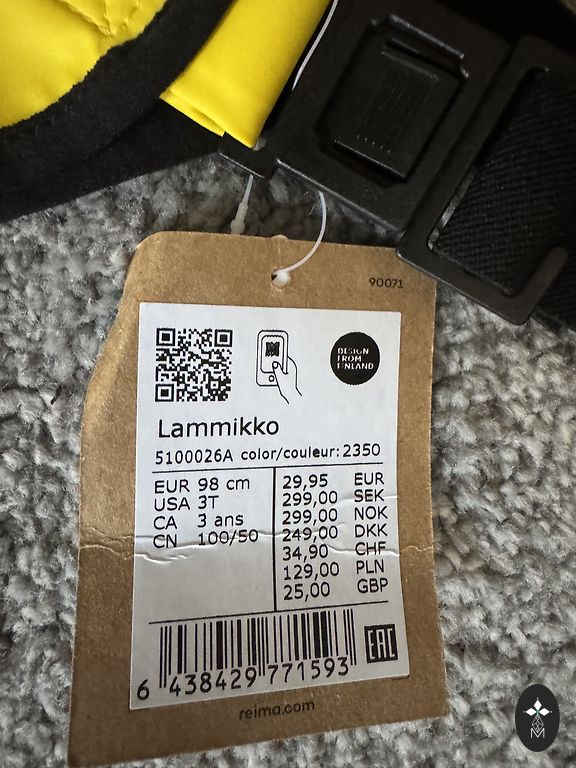 90071
DESIGN
FROM
FINLAND
Lammikko
5100026A color/couleur: 2350
EUR 98 cm
USA 3T
CA 3 ans
CN 100/50
29,95 EUR
299,00 SEK
299,00 NOK
249,00 DKK
34,90 CHF
129,00 PLN
25,00 GBP
6 438429 771593
EAC
reima.com
M